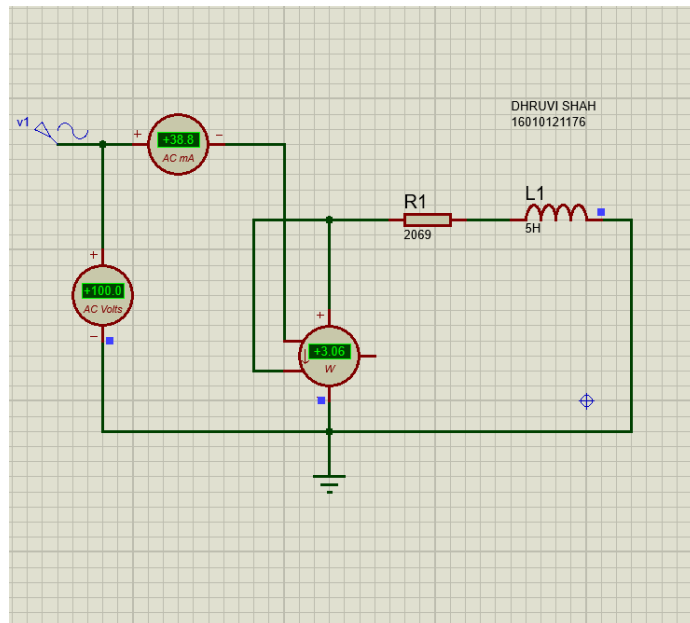 DHRUVI SHAH
16010121176
v1
+
+38.8
AC mA
−
R1
2069
L1
5H
+
+100.0
AC Volts
−
+
+3.06
W